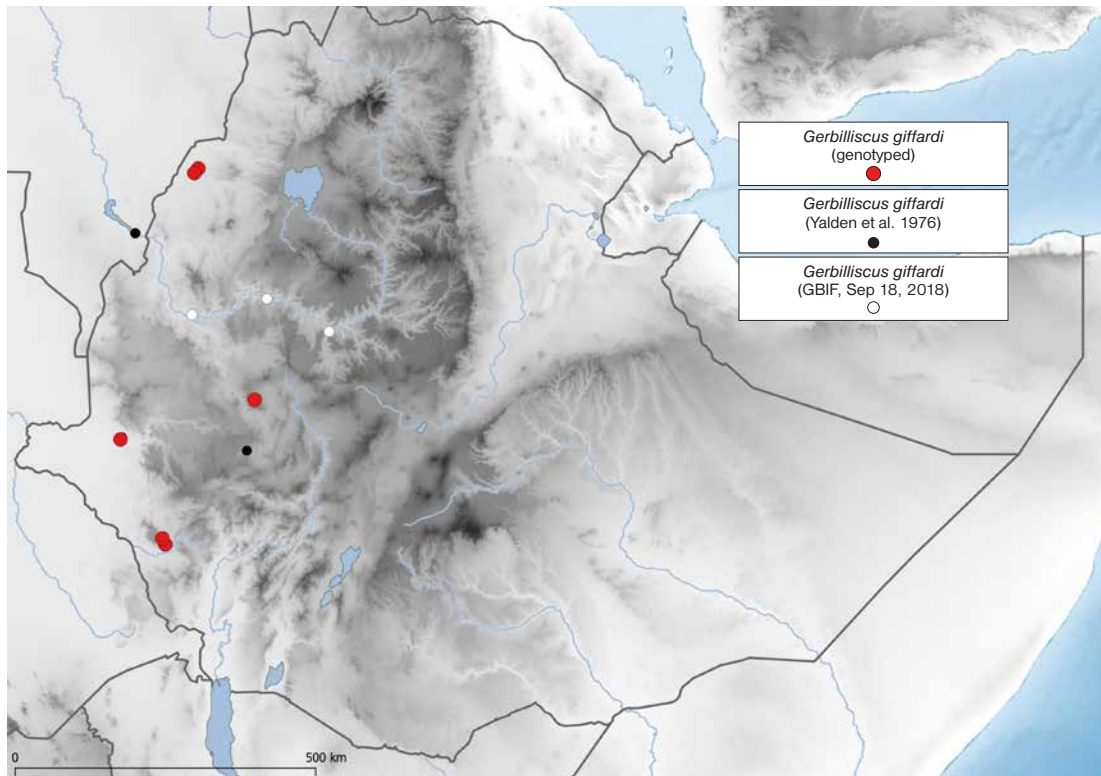 Gerbilliscus giffardi
(genotyped)
Gerbilliscus giffardi
(Yalden et al. 1976)
Gerbilliscus giffardi
(GBIF, Sep 18, 2018)
0 500 km